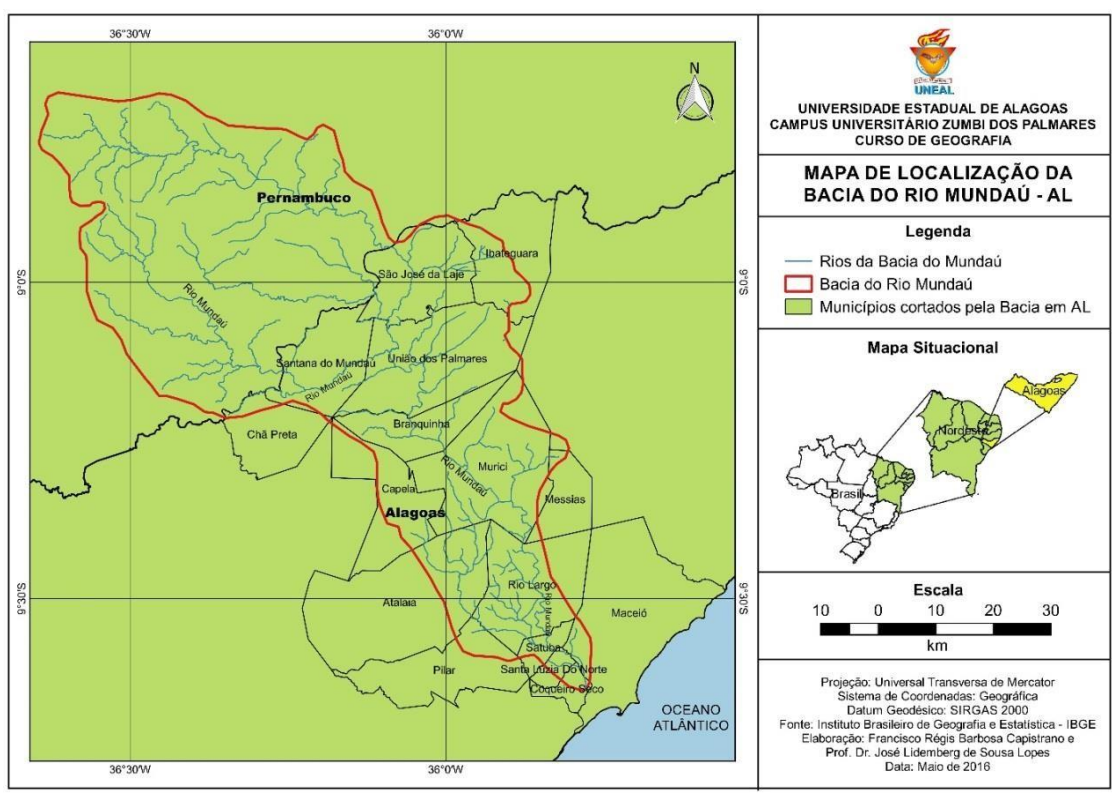 36°30'W
36°0'W
N
Pernambuco
Ibateguara
São José da Laje
9°0'S
9°0'S
Rio Mundaú
Santana do Mundaú
União dos Palmares
Rio Mundaú
Branquinha
Chã Preta
Rio Mundaú
Murici
Capela
Messias
Alagoas
Rio Largo
9°30'S
9°30'S
Atalaia
Rio Mundaú
Maceió
Satuba
Pilar
Santa Luzia Do Norte
Coqueiro Seco
OCEANO
ATLÂNTICO
36°30'W
36°0'W
UNEAL
UNIVERSIDADE ESTADUAL DE ALAGOAS
CAMPUS UNIVERSITÁRIO ZUMBI DOS PALMARES
CURSO DE GEOGRAFIA
MAPA DE LOCALIZAÇÃO DA
BACIA DO RIO MUNDAÚ - AL
Legenda
Rios da Bacia do Mundaú
Bacia do Rio Mundaú
Municípios cortados pela Bacia em AL
Mapa Situacional
Alagoas
Nordeste
Brasil
Escala
10 0 10 20 30
km
Projeção: Universal Transversa de Mercator
Sistema de Coordenadas: Geográfica
Datum Geodésico: SIRGAS 2000
Fonte: Instituto Brasileiro de Geografia e Estatística - IBGE
Elaboração: Francisco Régis Barbosa Capistrano e
Prof. Dr. José Lidemberg de Sousa Lopes
Data: Maio de 2016